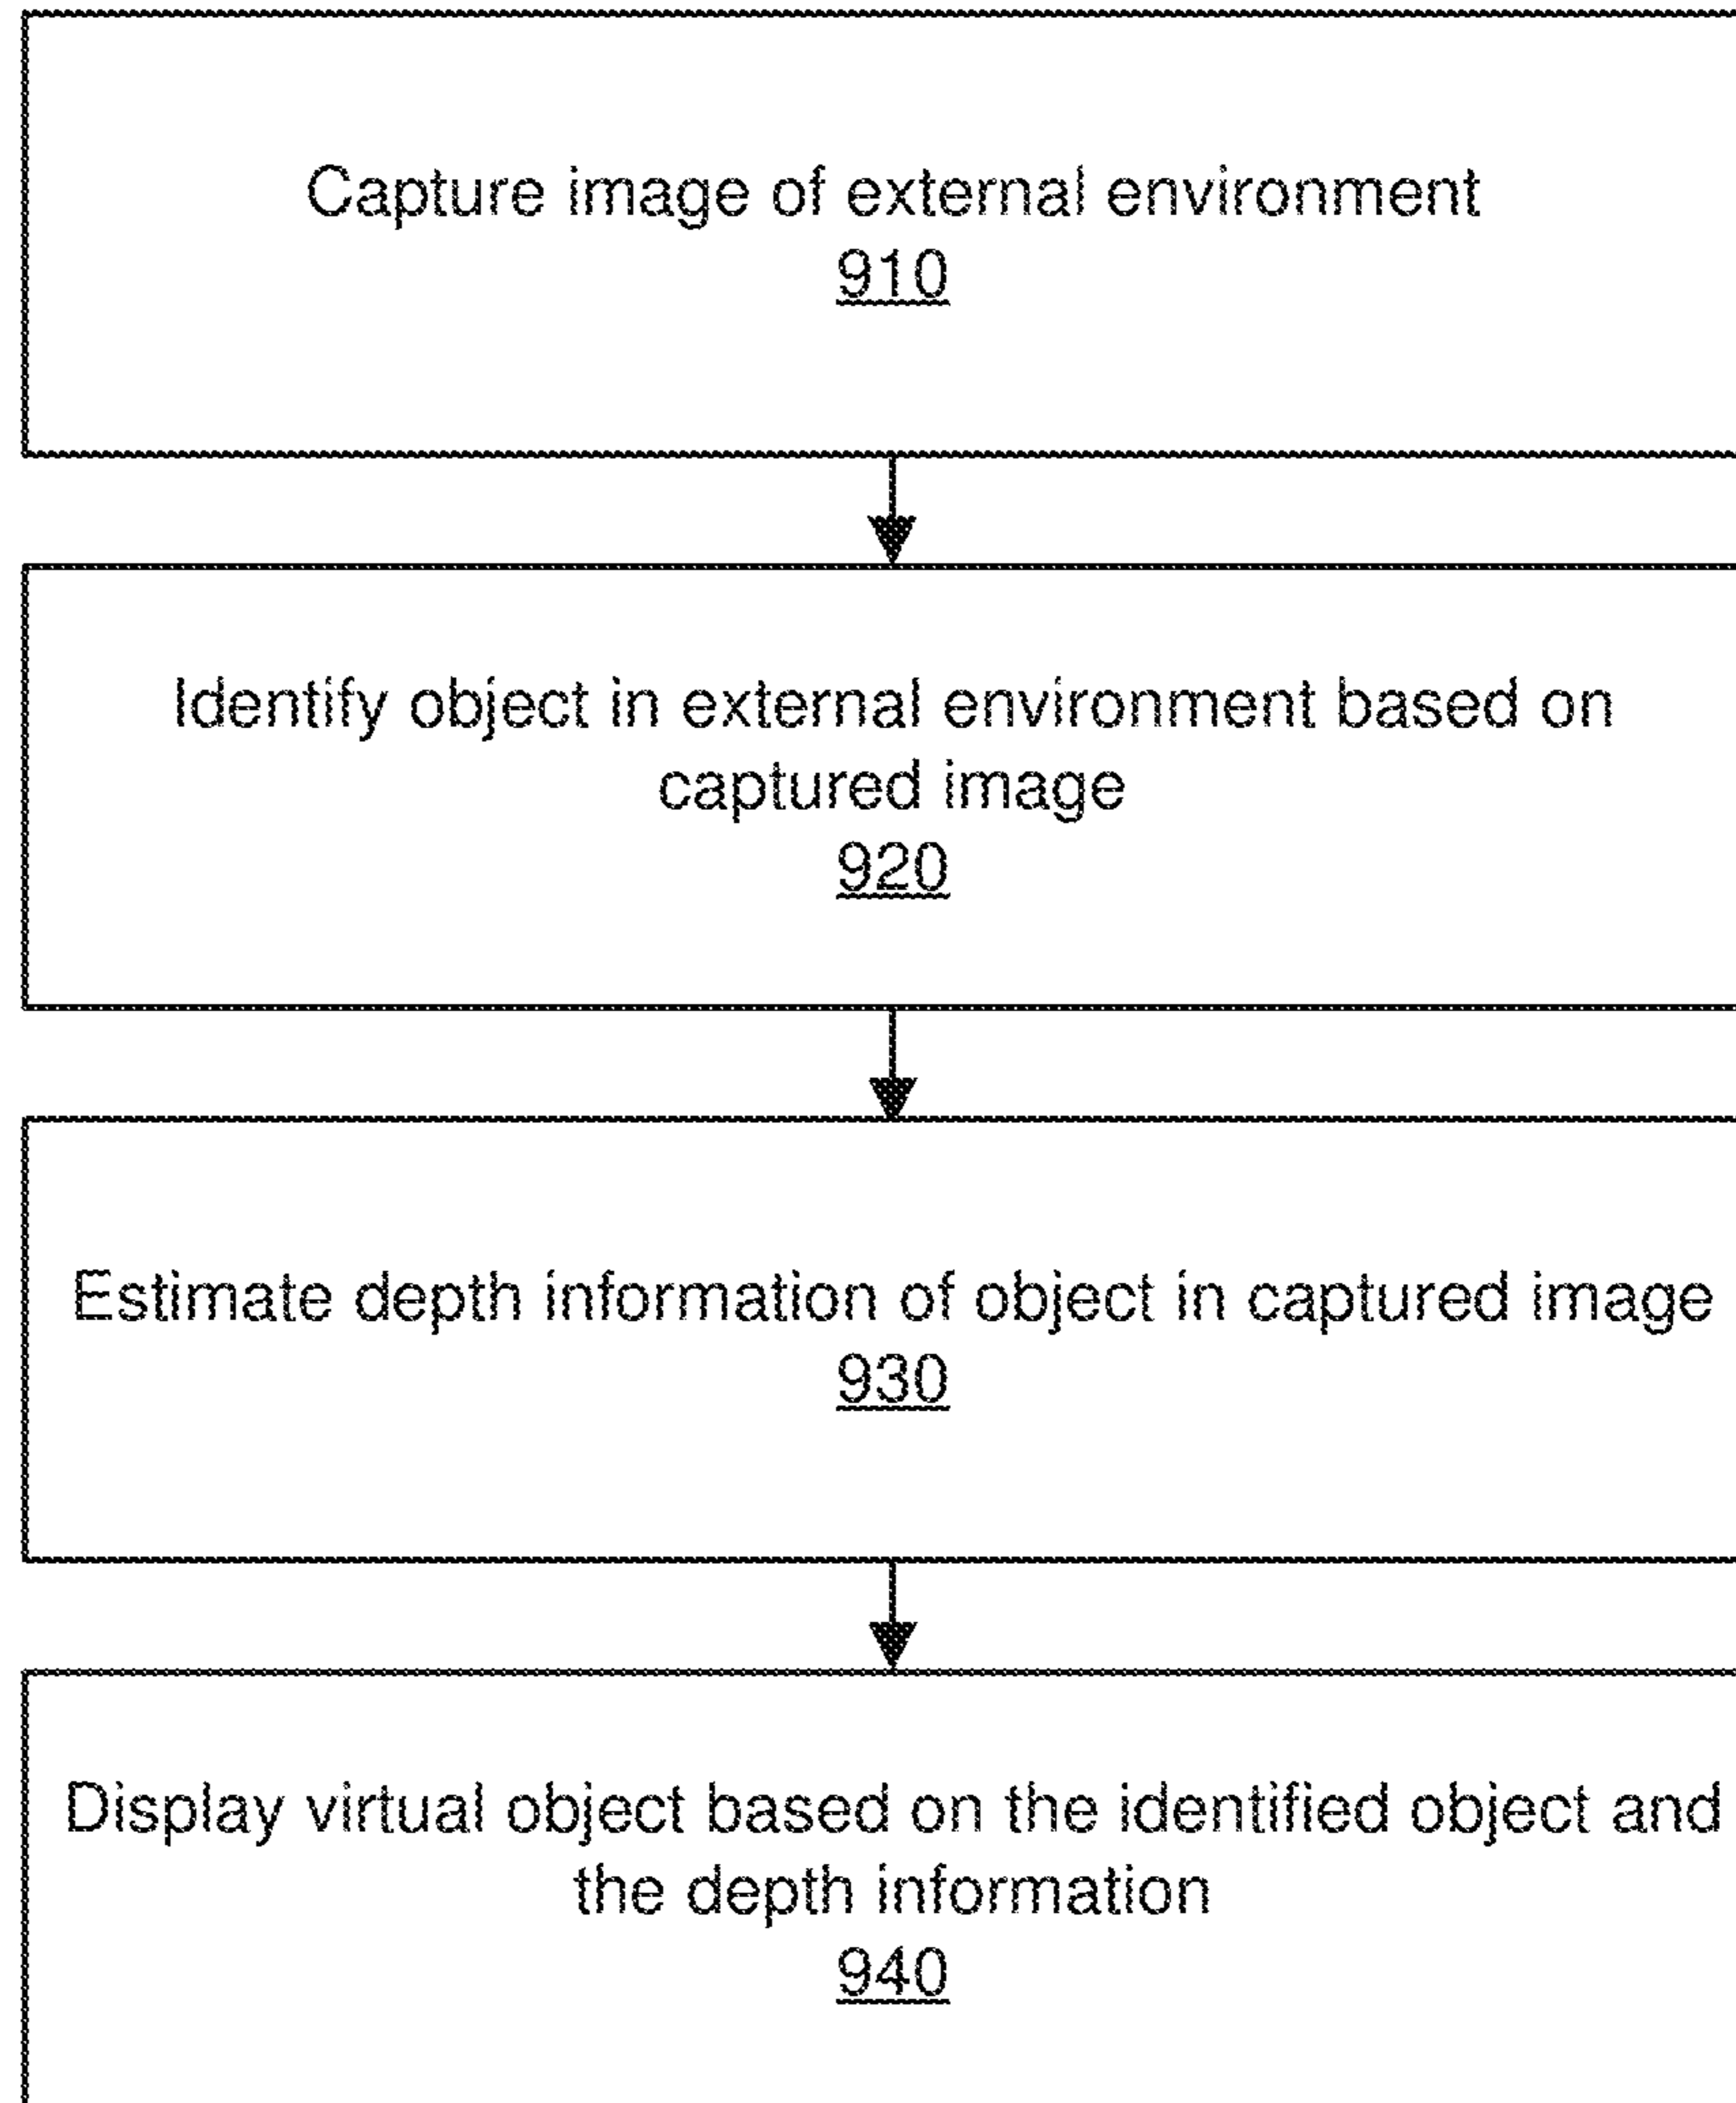 Capture image of external environment
910
Identify object in external environment based on
captured image
920
Estimate depth information of object in captured image
930
Display virtual object based on the identified object and
the depth information
940